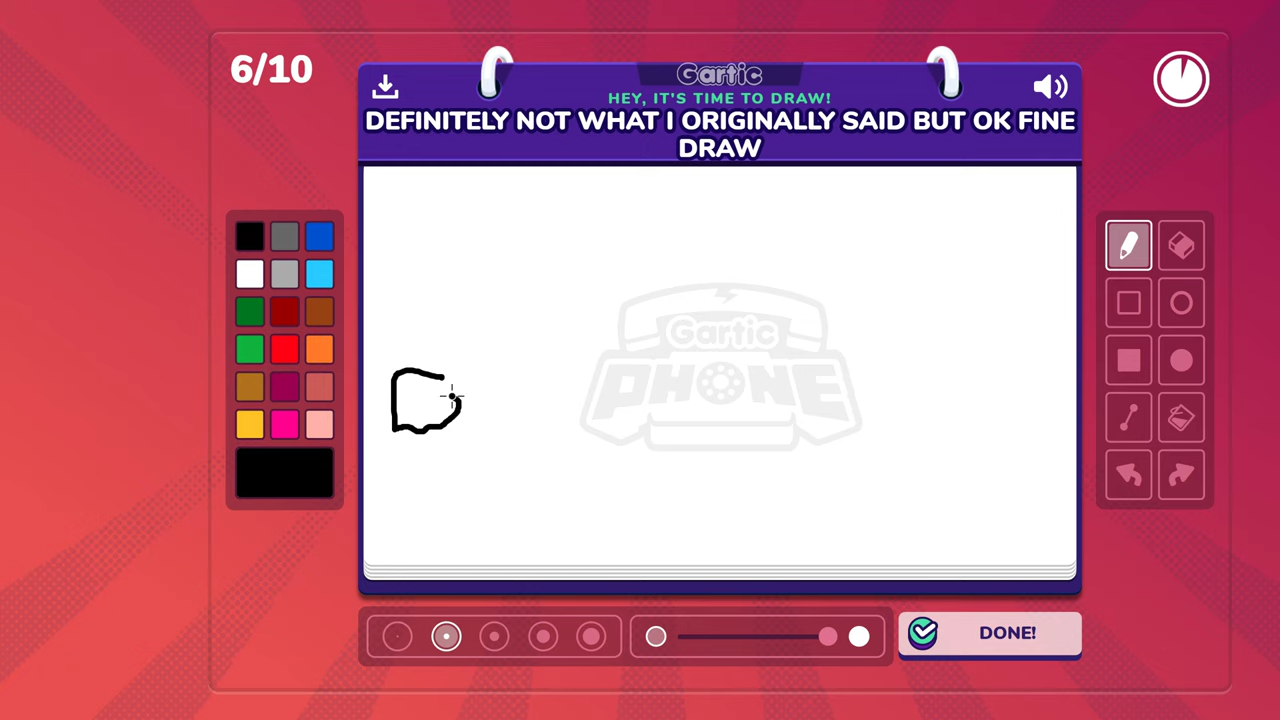 6/10
Gartic
HEY, IT'S TIME TO DRAW!
DEFINITELY NOT WHAT I ORIGINALLY SAID BUT OK FINE
DRAW
Gartic
PHONE
DONE!